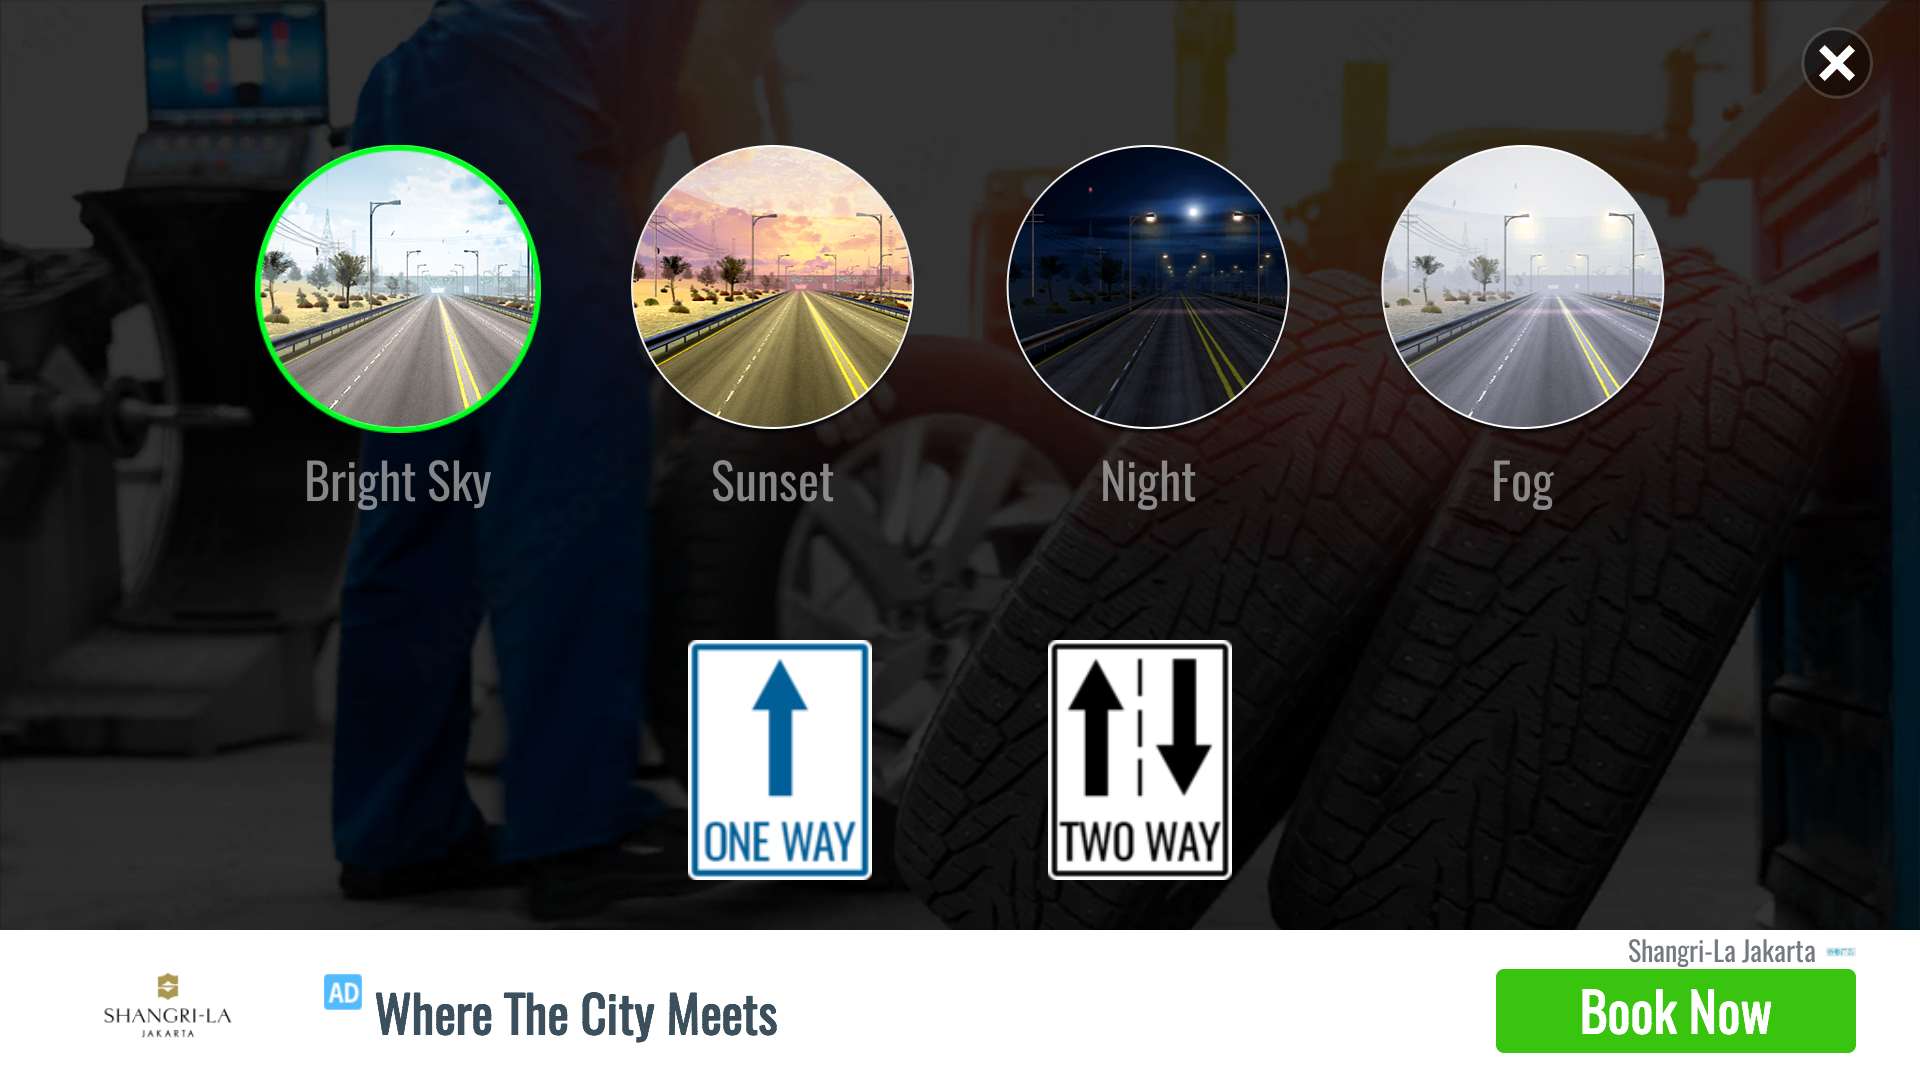 Bright Sky
Sunset
Night
Fog
ONE WAY
TWO WAY
SHANGRI-LA
JAKARTA
AD
Where The City Meets
Shangri-La Jakarta
Book Now